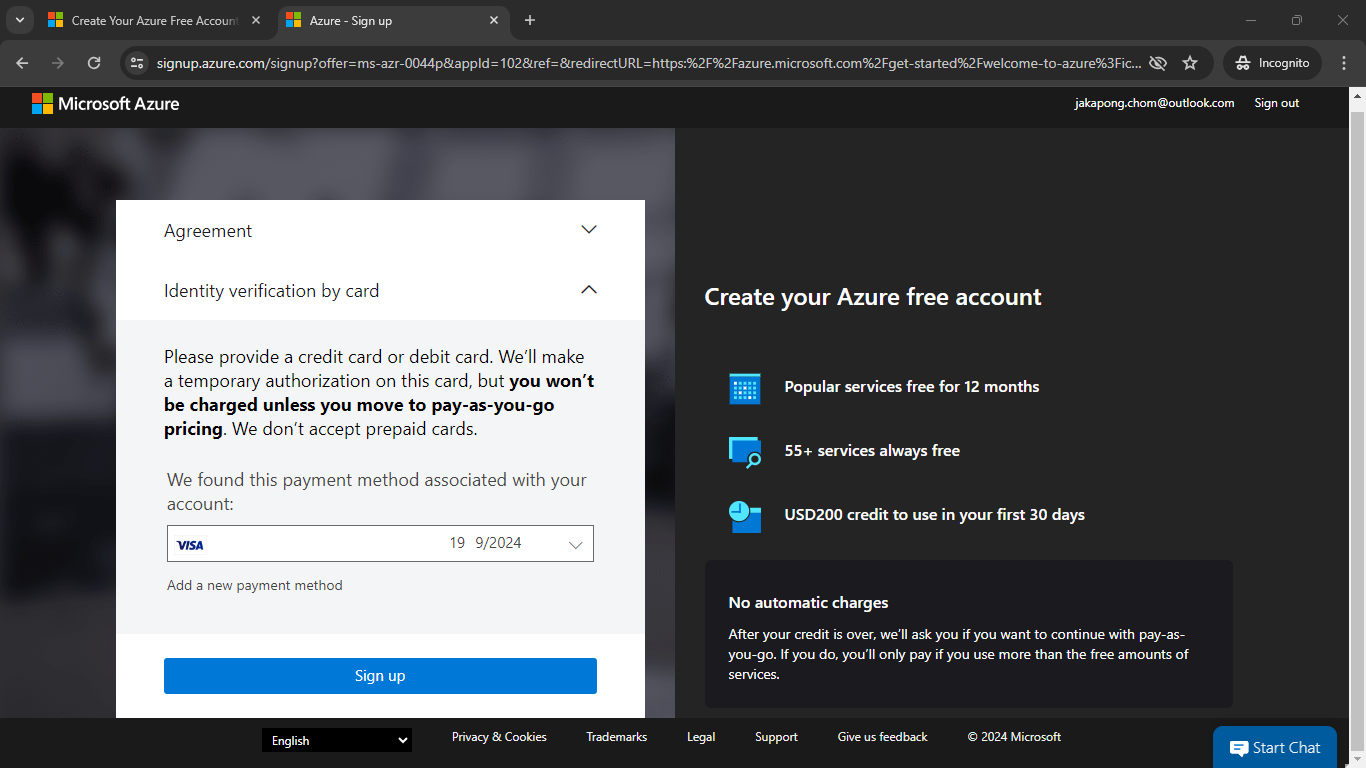 Create Your Azure Free Account
Azure - Sign up
signup.azure.com/signup?offer=ms-azr-0044p&appId=102&ref=&redirectURL=https:%2F%2Fazure.microsoft.com%2Fget-started%2Fwelcome-to-azure%3Fic...
Incognito
Microsoft Azure
jakapong.chom@outlook.com
Sign out
Agreement
Identity verification by card
Please provide a credit card or debit card. We'll make
a temporary authorization on this card, but you won't
be charged unless you move to pay-as-you-go
pricing. We don't accept prepaid cards.
We found this payment method associated with your
account:
VISA 19 9/2024
Add a new payment method
Sign up
Create your Azure free account
Popular services free for 12 months
55+ services always free
USD200 credit to use in your first 30 days
No automatic charges
After your credit is over, we'll ask you if you want to continue with pay-as-
you-go. If you do, you'll only pay if you use more than the free amounts of
services.
English
Privacy & Cookies
Trademarks
Legal
Support
Give us feedback
© 2024 Microsoft
Start Chat